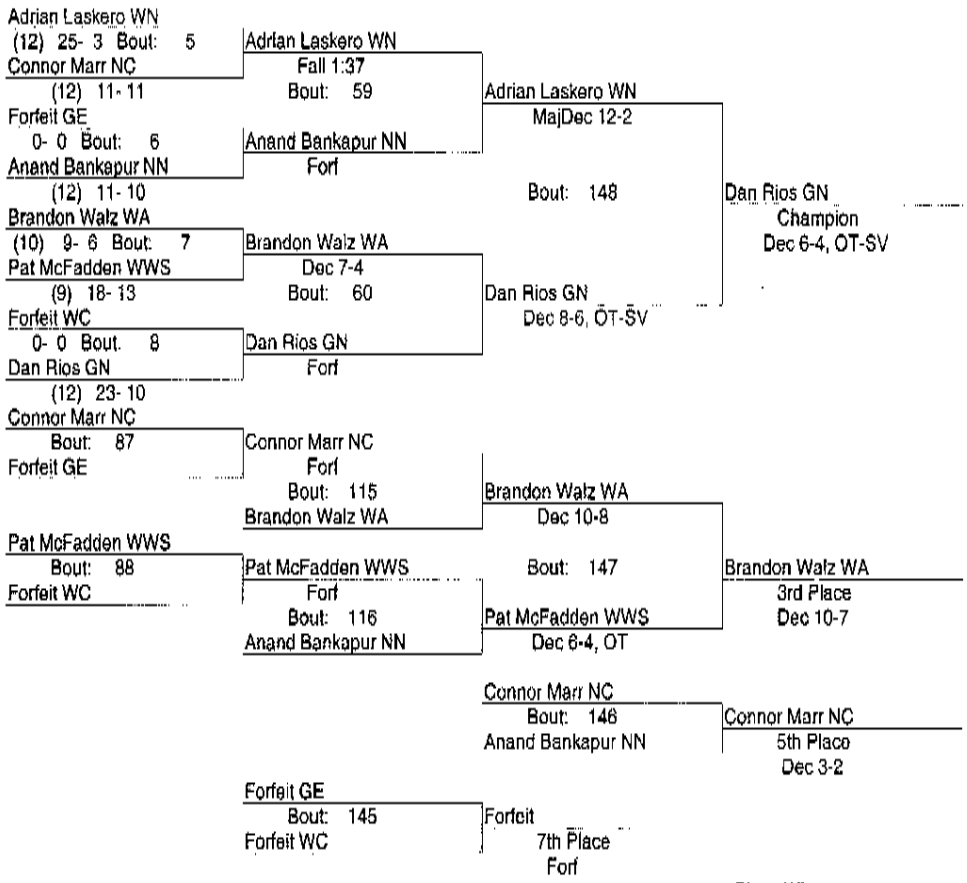 Adrian Laskero WN
(12) 25- 3 Bout: 5
Connor Marr NC
(12) 11- 11
Forfeit GE
0- 0 Bout: 6
Anand Bankapur NN
(12) 11- 10
Brandon Walz WA
(10) 9- 6 Bout: 7
Pat McFadden WWS
(9) 18- 13
Forfeit WC
0- 0 Bout. 8
Dan Rios GN
(12) 23- 10
Connor Marr NC
Bout: 87
Forfeit GE
Pat McFadden WWS
Bout: 88
Forfeit WC
Adrian Laskero WN
Fall 1:37
Bout: 59
Anand Bankapur NN
Forf
Brandon Walz WA
Dec 7-4
Bout: 60
Dan Rios GN
Forf
Connor Marr NC
Forf
Bout: 115
Brandon Walz WA
Pat McFadden WWS
Forf
Bout: 116
Anand Bankapur NN
Forfeit GE
Bout: 145
Forfeit WC
Adrian Laskero WN
MajDec 12-2
Bout: 148
Dan Rios GN
Dec 8-6, OT-SV
Brandon Walz WA
Dec 10-8
Bout: 147
Pat McFadden WWS
Dec 6-4, OT
Connor Marr NC
Bout: 146
Anand Bankapur NN
Forfeit
7th Place
Forf
Dan Rios GN
Champion
Dec 6-4, OT-SV
Brandon Walz WA
3rd Place
Dec 10-7
Connor Marr NC
5th Place
Dec 3-2